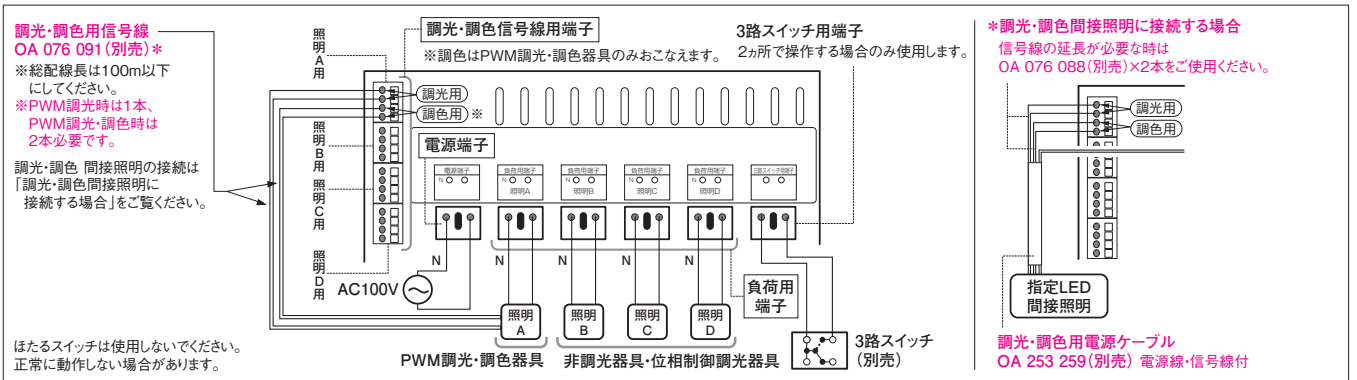 調光・調色用信号線
OA 076 091(別売)*
※総配線長は100m以下
にしてください。
※PWM調光時は1本、
PWM調光・調色時は
2本必要です。
調光・調色 間接照明の接続は
「調光・調色間接照明に
接続する場合」をご覧ください。
ほたるスイッチは使用しないでください。
正常に動作しない場合があります。
照明A用
照明B用
照明C用
照明D用
調光・調色信号線用端子
※調色はPWM調光・調色器具のみおこなえます。
3路スイッチ用端子
2ヵ所で操作する場合のみ使用します。
調光用
調色用 ※
電源端子
電源端子
N
負荷用端子
N
照明A
負荷用端子
N
照明B
負荷用端子
N
照明C
負荷用端子
N
照明D
三路スイッチ用端子
N
N
N
N
N
AC100V
負荷用
端子
照明
A
照明
B
照明
C
照明
D
PWM調光・調色器具
非調光器具・位相制御調光器具
3路スイッチ
(別売)
*調光・調色間接照明に接続する場合
信号線の延長が必要な時は
OA 076 088(別売)×2本をご使用ください。
調光用
調色用
指定LED
間接照明
調光・調色用電源ケーブル
OA 253 259(別売) 電源線・信号線付